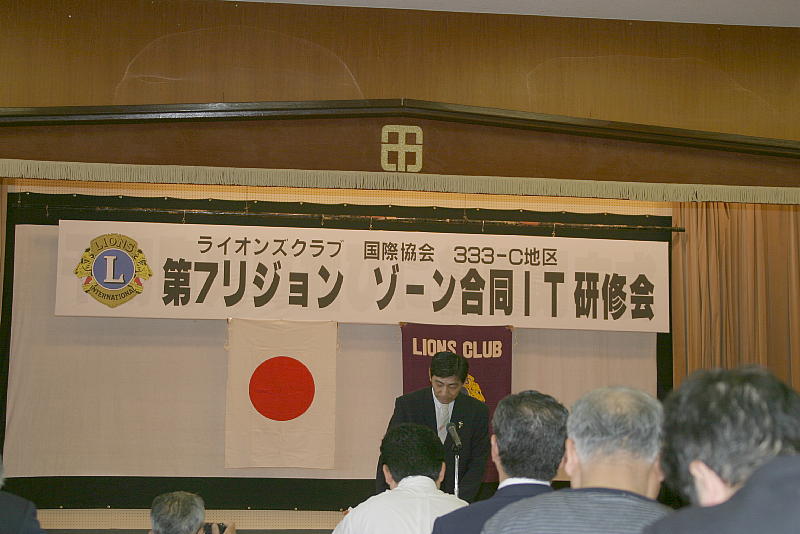 ライオンズクラブ 国際協会 333-C地区
第7リジョン ゾーン合同IT研修会
LIONS
L
INTERNATIONAL
LIONS CLUB